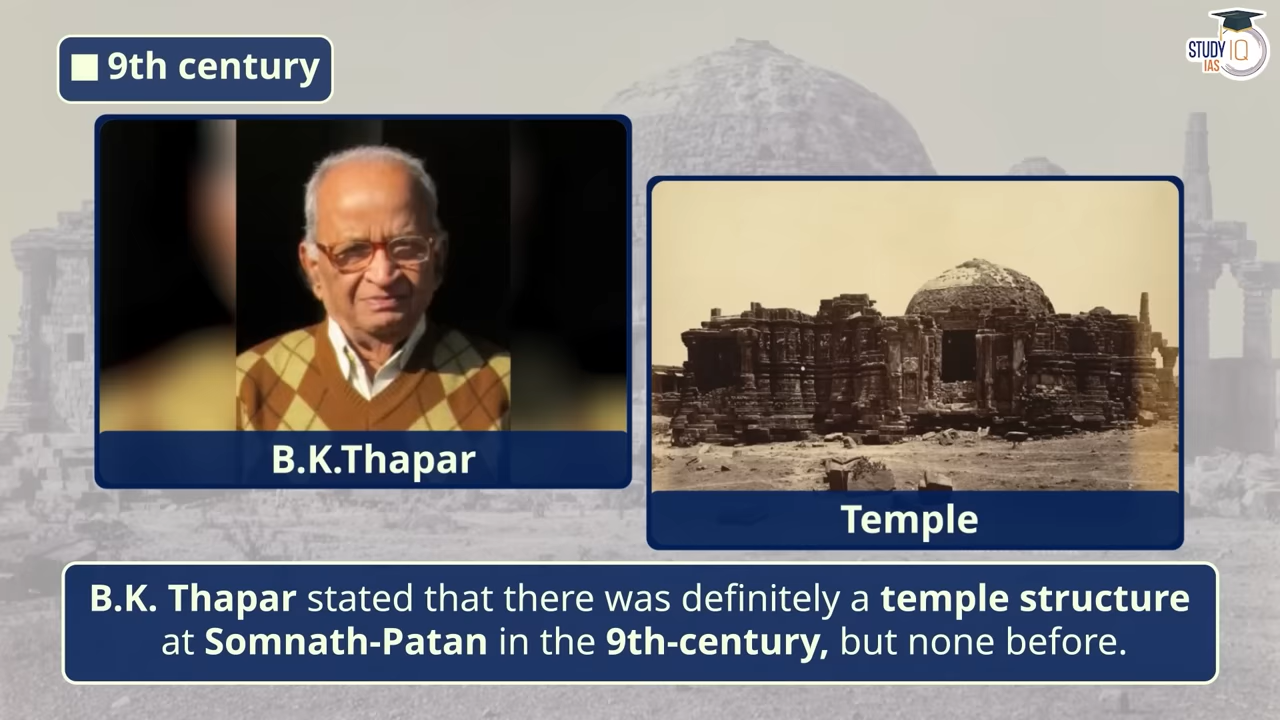 9th century
STUDY IQ
IAS
B.K.Thapar
Temple
B.K. Thapar stated that there was definitely a temple structure
at Somnath-Patan in the 9th-century, but none before.